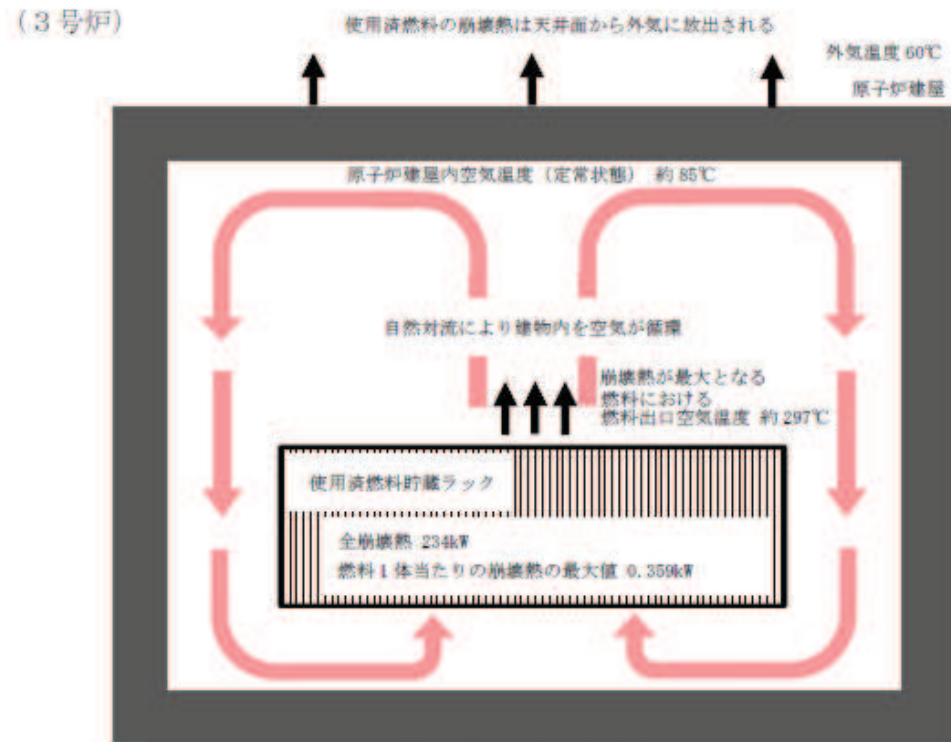 (3号炉)
使用済燃料の崩壊熱は天井面から外気に放出される
外気温度 60℃
原子炉建屋
原子炉建屋内空気温度(定常状態) 約85℃
自然対流により建物内を空気が循環
崩壊熱が最大となる
燃料における
燃料出口空気温度 約297℃
使用済燃料貯蔵ラック
全崩壊熱 234kW
燃料1体当たりの崩壊熱の最大値 0.359kW